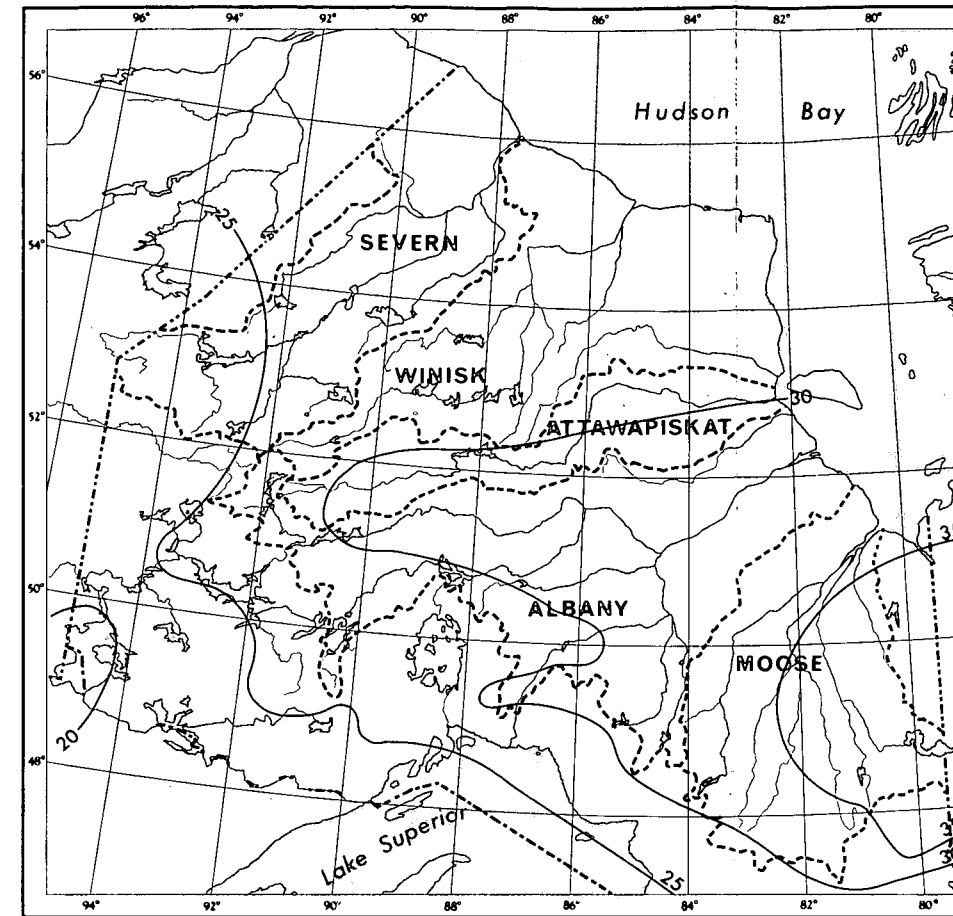 96° 94° 92° 90° 88° 86° 84° 82° 80°
56°
Hudson Bay
25
54°
SEVERN
WINISK
30
52°
ATTAWAPISKAT
50°
ALBANY
MOOSE
20
48°
Lake Superior
25
94° 92° 90° 88° 86° 84° 82° 80°